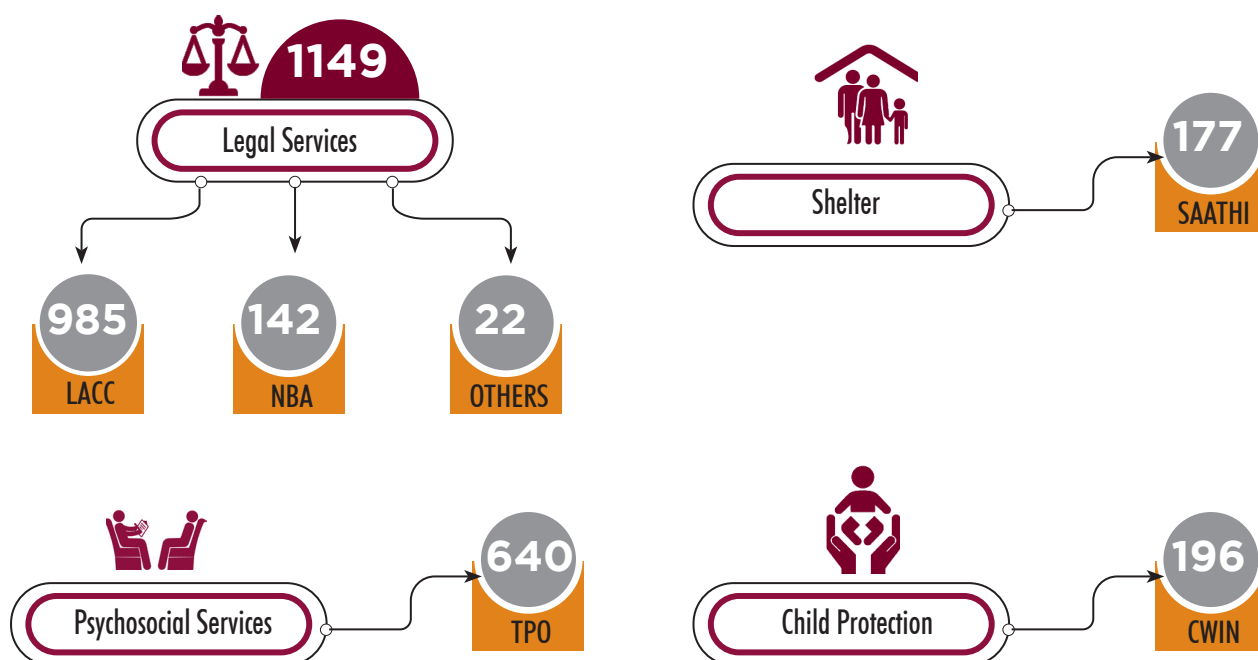 1149
Legal Services
985
LACC
142
NBA
22
OTHERS
Shelter
177
SAATHI
Psychosocial Services
640
TPO
Child Protection
196
CWIN